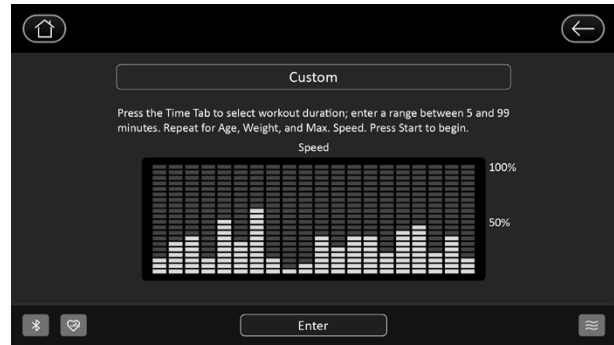 Custom
Press the Time Tab to select workout duration; enter a range between 5 and 99
minutes. Repeat for Age, Weight, and Max. Speed. Press Start to begin.
Speed
100%
50%
Enter